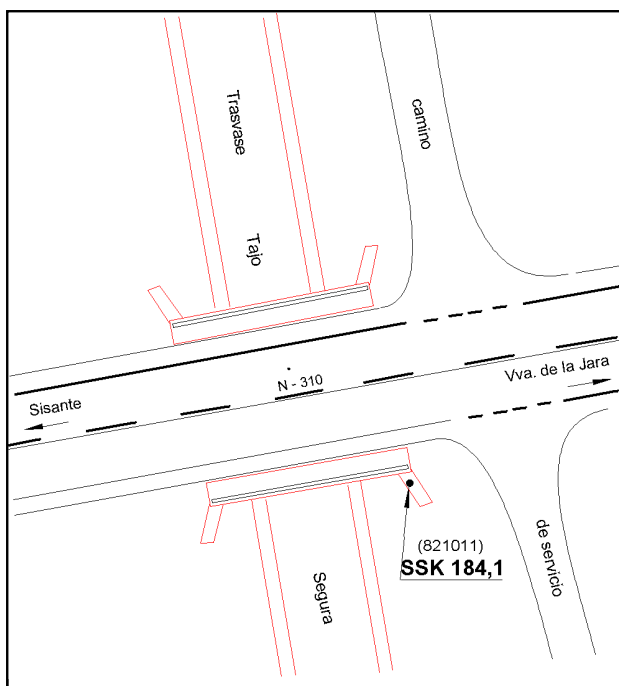 Trasvase
camino
Tajo
Vva. de la Jara
N - 310
Sisante
(821011)
SSK 184,1
Segura
de servicio